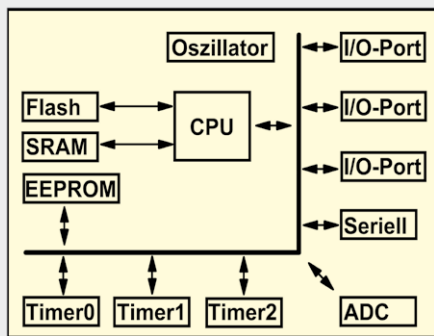 Oszillator
I/O-Port
Flash
CPU
I/O-Port
SRAM
I/O-Port
EEPROM
Seriell
Timer0
Timer1
Timer2
ADC